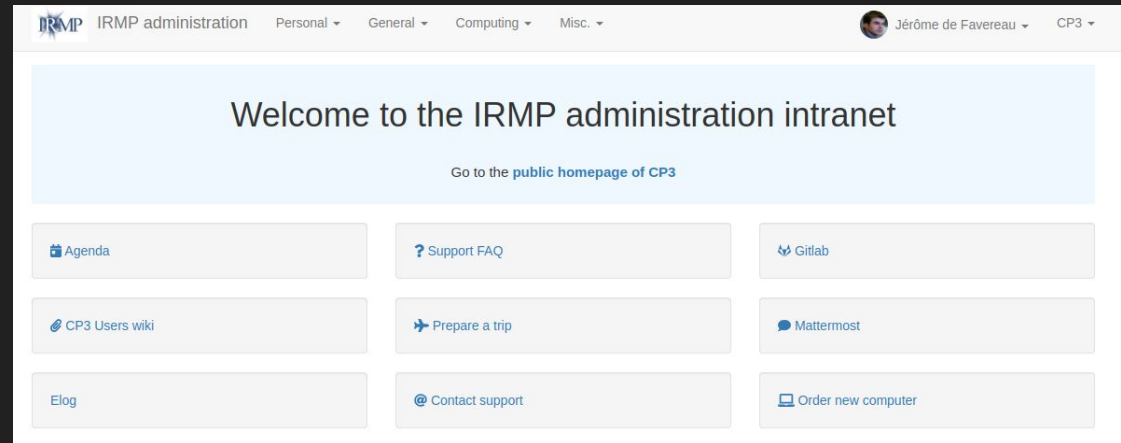 IRMP IRMP administration Personal General Computing Misc. Jérôme de Favereau CP3
Welcome to the IRMP administration intranet
Go to the public homepage of CP3
Agenda Support FAQ Gitlab
CP3 Users wiki Prepare a trip Mattermost
Elog Contact support Order new computer